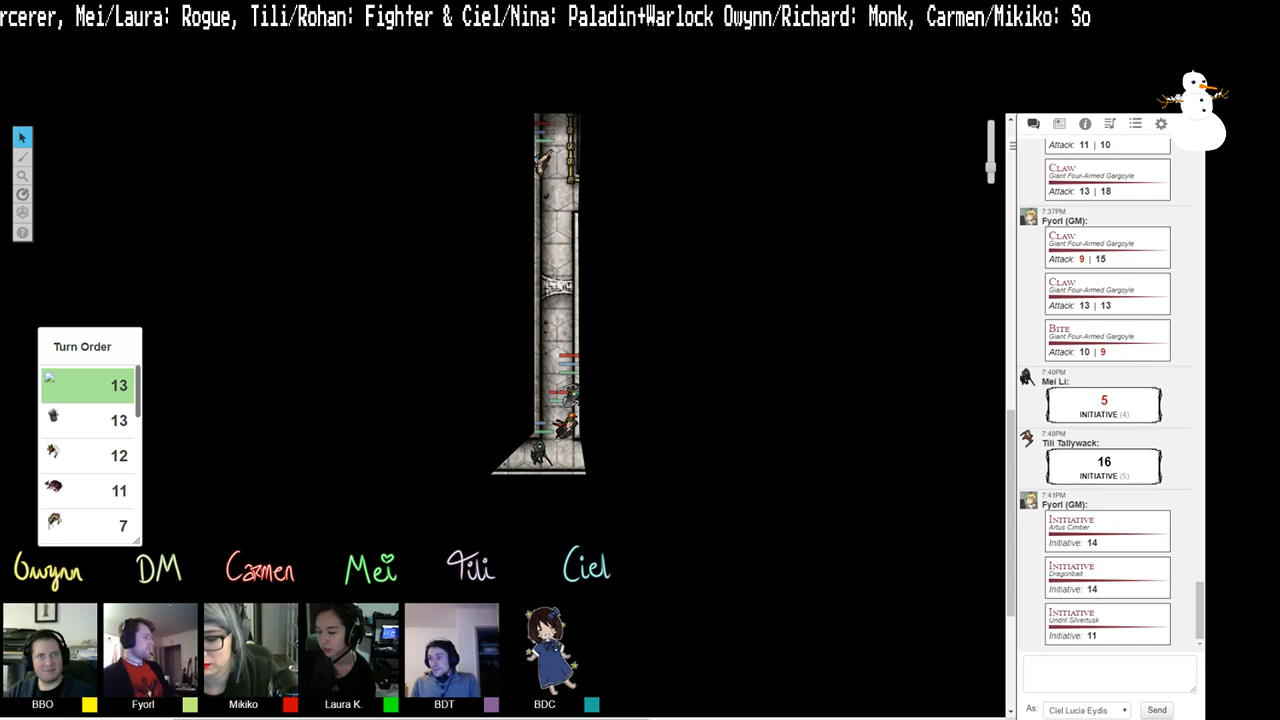 rcerer, Mei/Laura: Rogue, Tili/Rohan: Fighter & Ciel/Nina: Paladin+Warlock Owynn/Richard: Monk, Carmen/Mikiko: So
Attack: 11 | 10
CLAW
Giant Four-Armed Gargoyle
Attack: 13 | 18
7:37PM
Fyorl (GM):
CLAW
Giant Four-Armed Gargoyle
Attack: 9 | 15
CLAW
Giant Four-Armed Gargoyle
Attack: 13 | 13
BITE
Giant Four-Armed Gargoyle
Attack: 10 | 9
7:40PM
Mei Li:
5
INITIATIVE (4)
7:40PM
Tili Tallywack:
16
INITIATIVE (5)
7:41PM
Fyorl (GM):
INITIATIVE
Artus Cimber
Initiative: 14
INITIATIVE
Dragonbait
Initiative: 14
INITIATIVE
Undril Silvertusk
Initiative: 11
As: Ciel Lucia Eydis Send
Turn Order
13
13
12
11
7
Owynn DM Carmen Mei Tili Ciel
BBO Fyorl Mikiko Laura K. BDT BDC